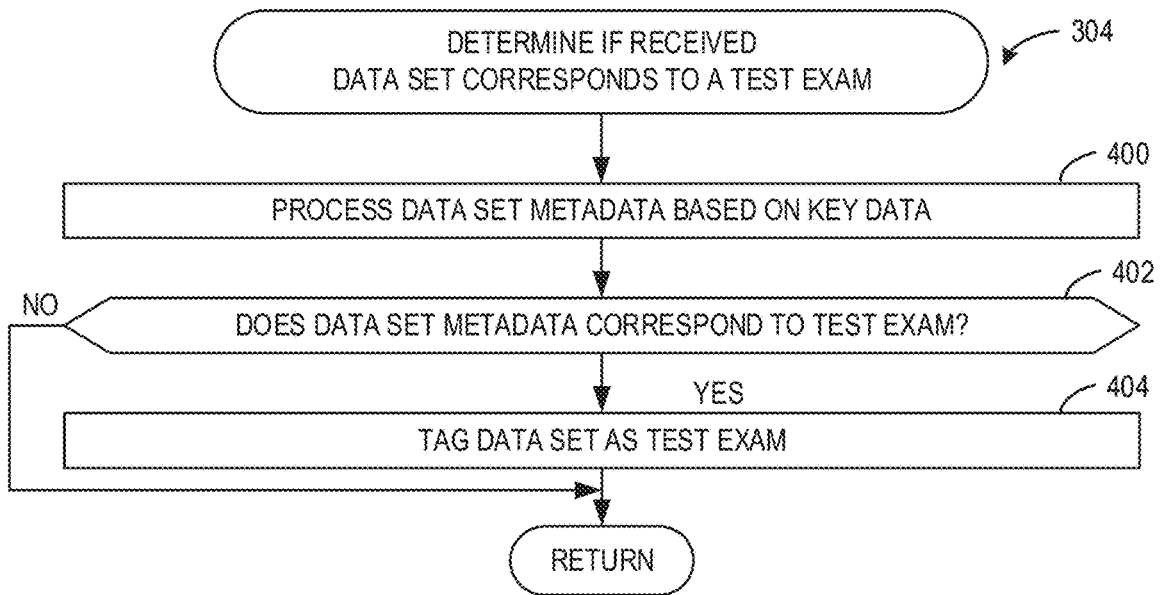 DETERMINE IF RECEIVED
DATA SET CORRESPONDS TO A TEST EXAM
304
400
PROCESS DATA SET METADATA BASED ON KEY DATA
402
NO
DOES DATA SET METADATA CORRESPOND TO TEST EXAM?
YES
404
TAG DATA SET AS TEST EXAM
RETURN